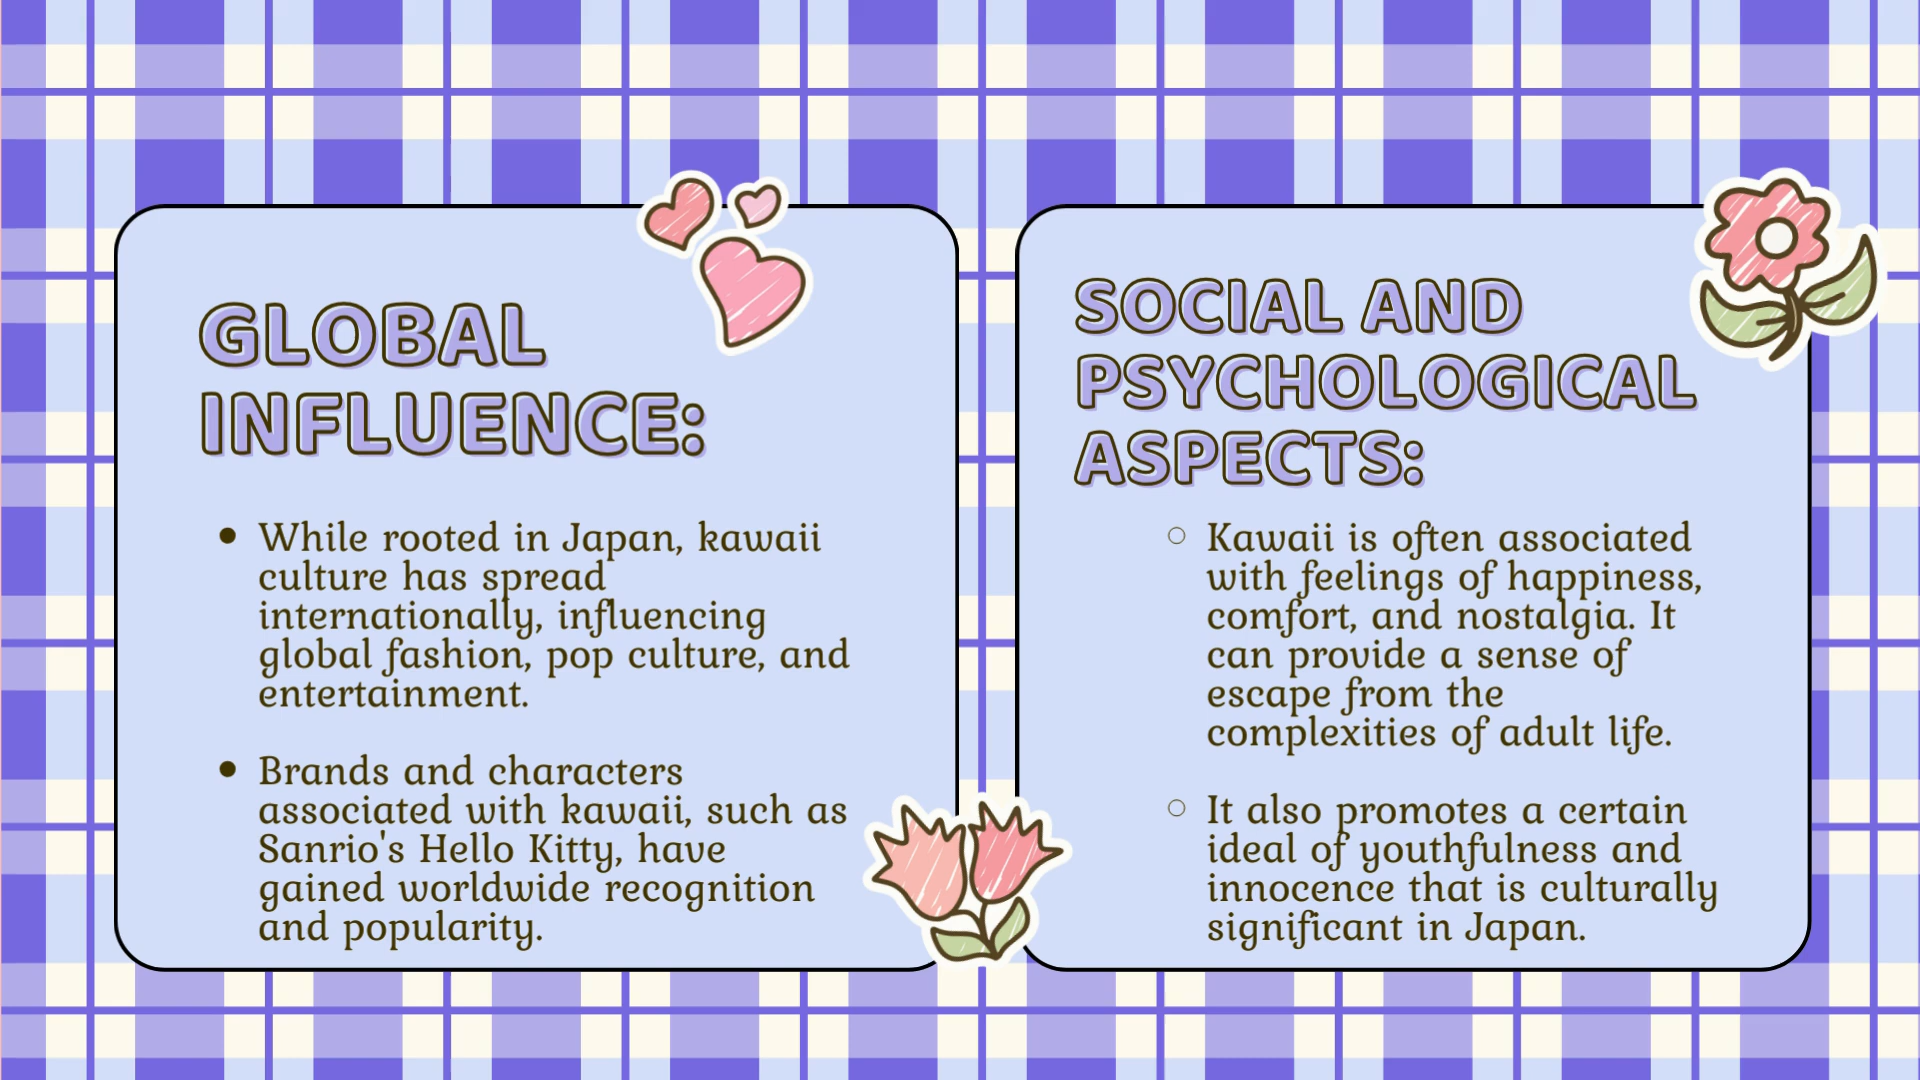 GLOBAL
INFLUENCE:
• While rooted in Japan, kawaii
culture has spread
internationally, influencing
global fashion, pop culture, and
entertainment.
• Brands and characters
associated with kawaii, such as
Sanrio's Hello Kitty, have
gained worldwide recognition
and popularity.
SOCIAL AND
PSYCHOLOGICAL
ASPECTS:
○ Kawaii is often associated
with feelings of happiness,
comfort, and nostalgia. It
can provide a sense of
escape from the
complexities of adult life.
○ It also promotes a certain
ideal of youthfulness and
innocence that is culturally
significant in Japan.